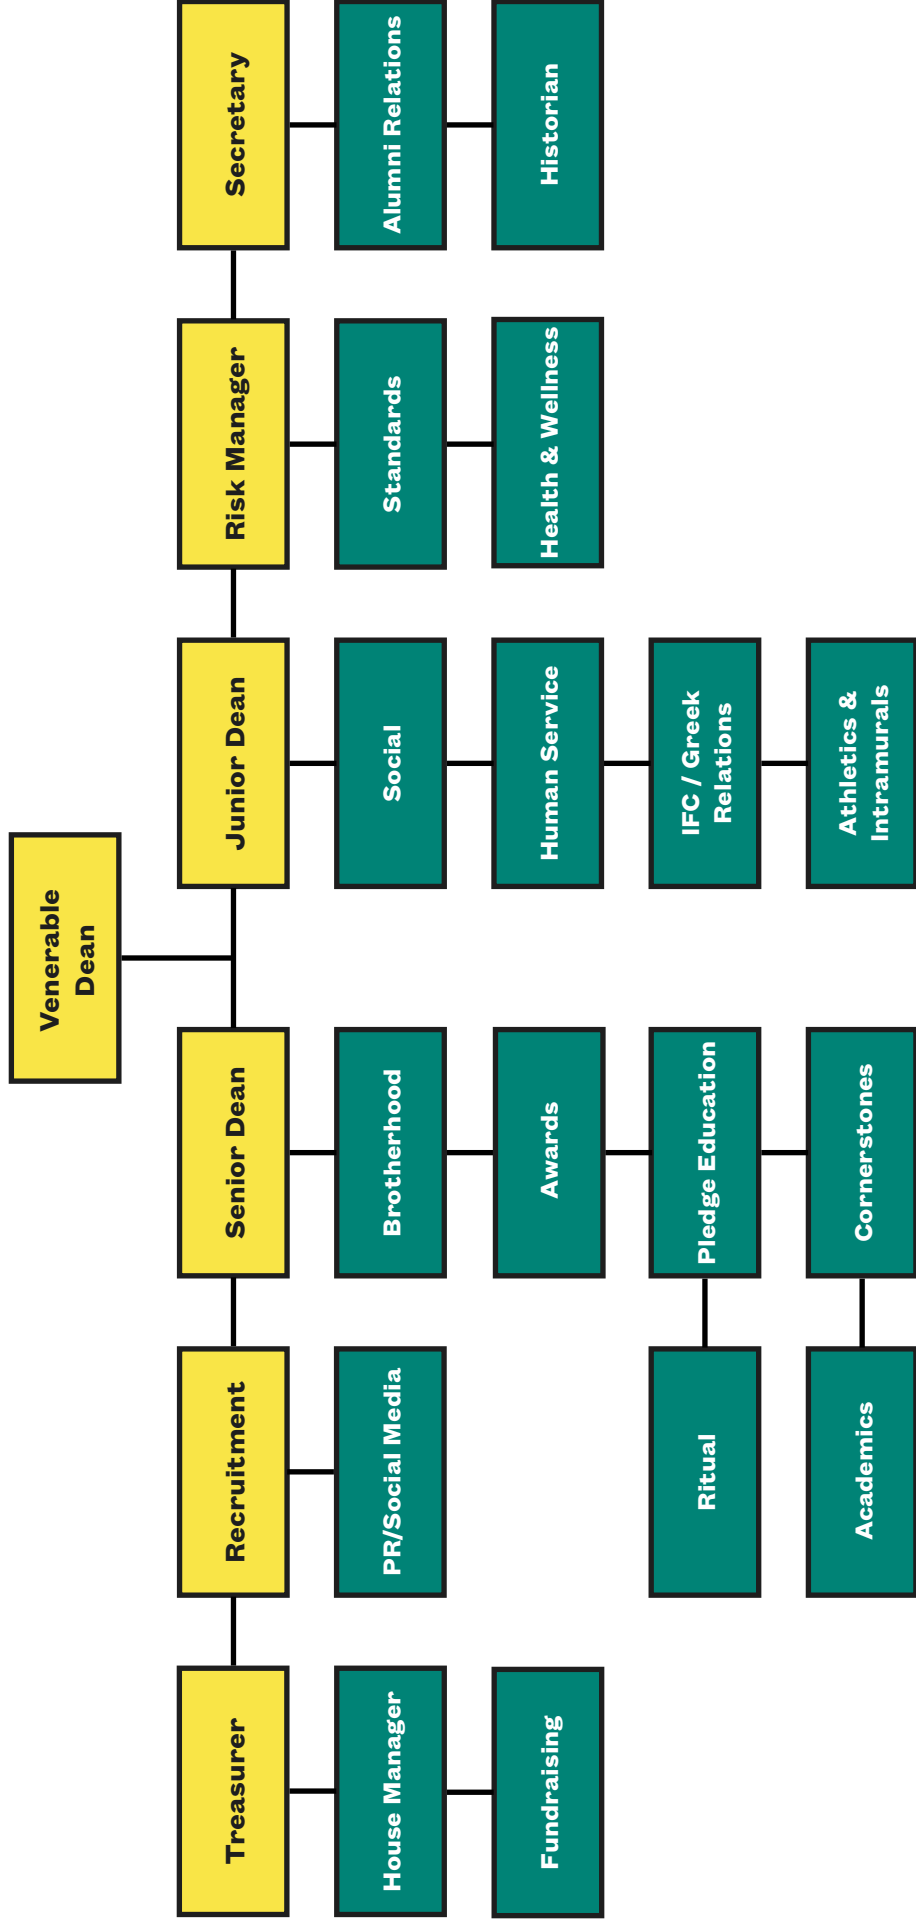 Venerable
Dean
Treasurer
Recruitment
Senior Dean
Junior Dean
Risk Manager
Secretary
House Manager
PR/Social Media
Brotherhood
Social
Standards
Alumni Relations
Fundraising
Awards
Human Service
Health & Wellness
Historian
Ritual
Pledge Education
IFC / Greek
Relations
Academics
Cornerstones
Athletics &
Intramurals